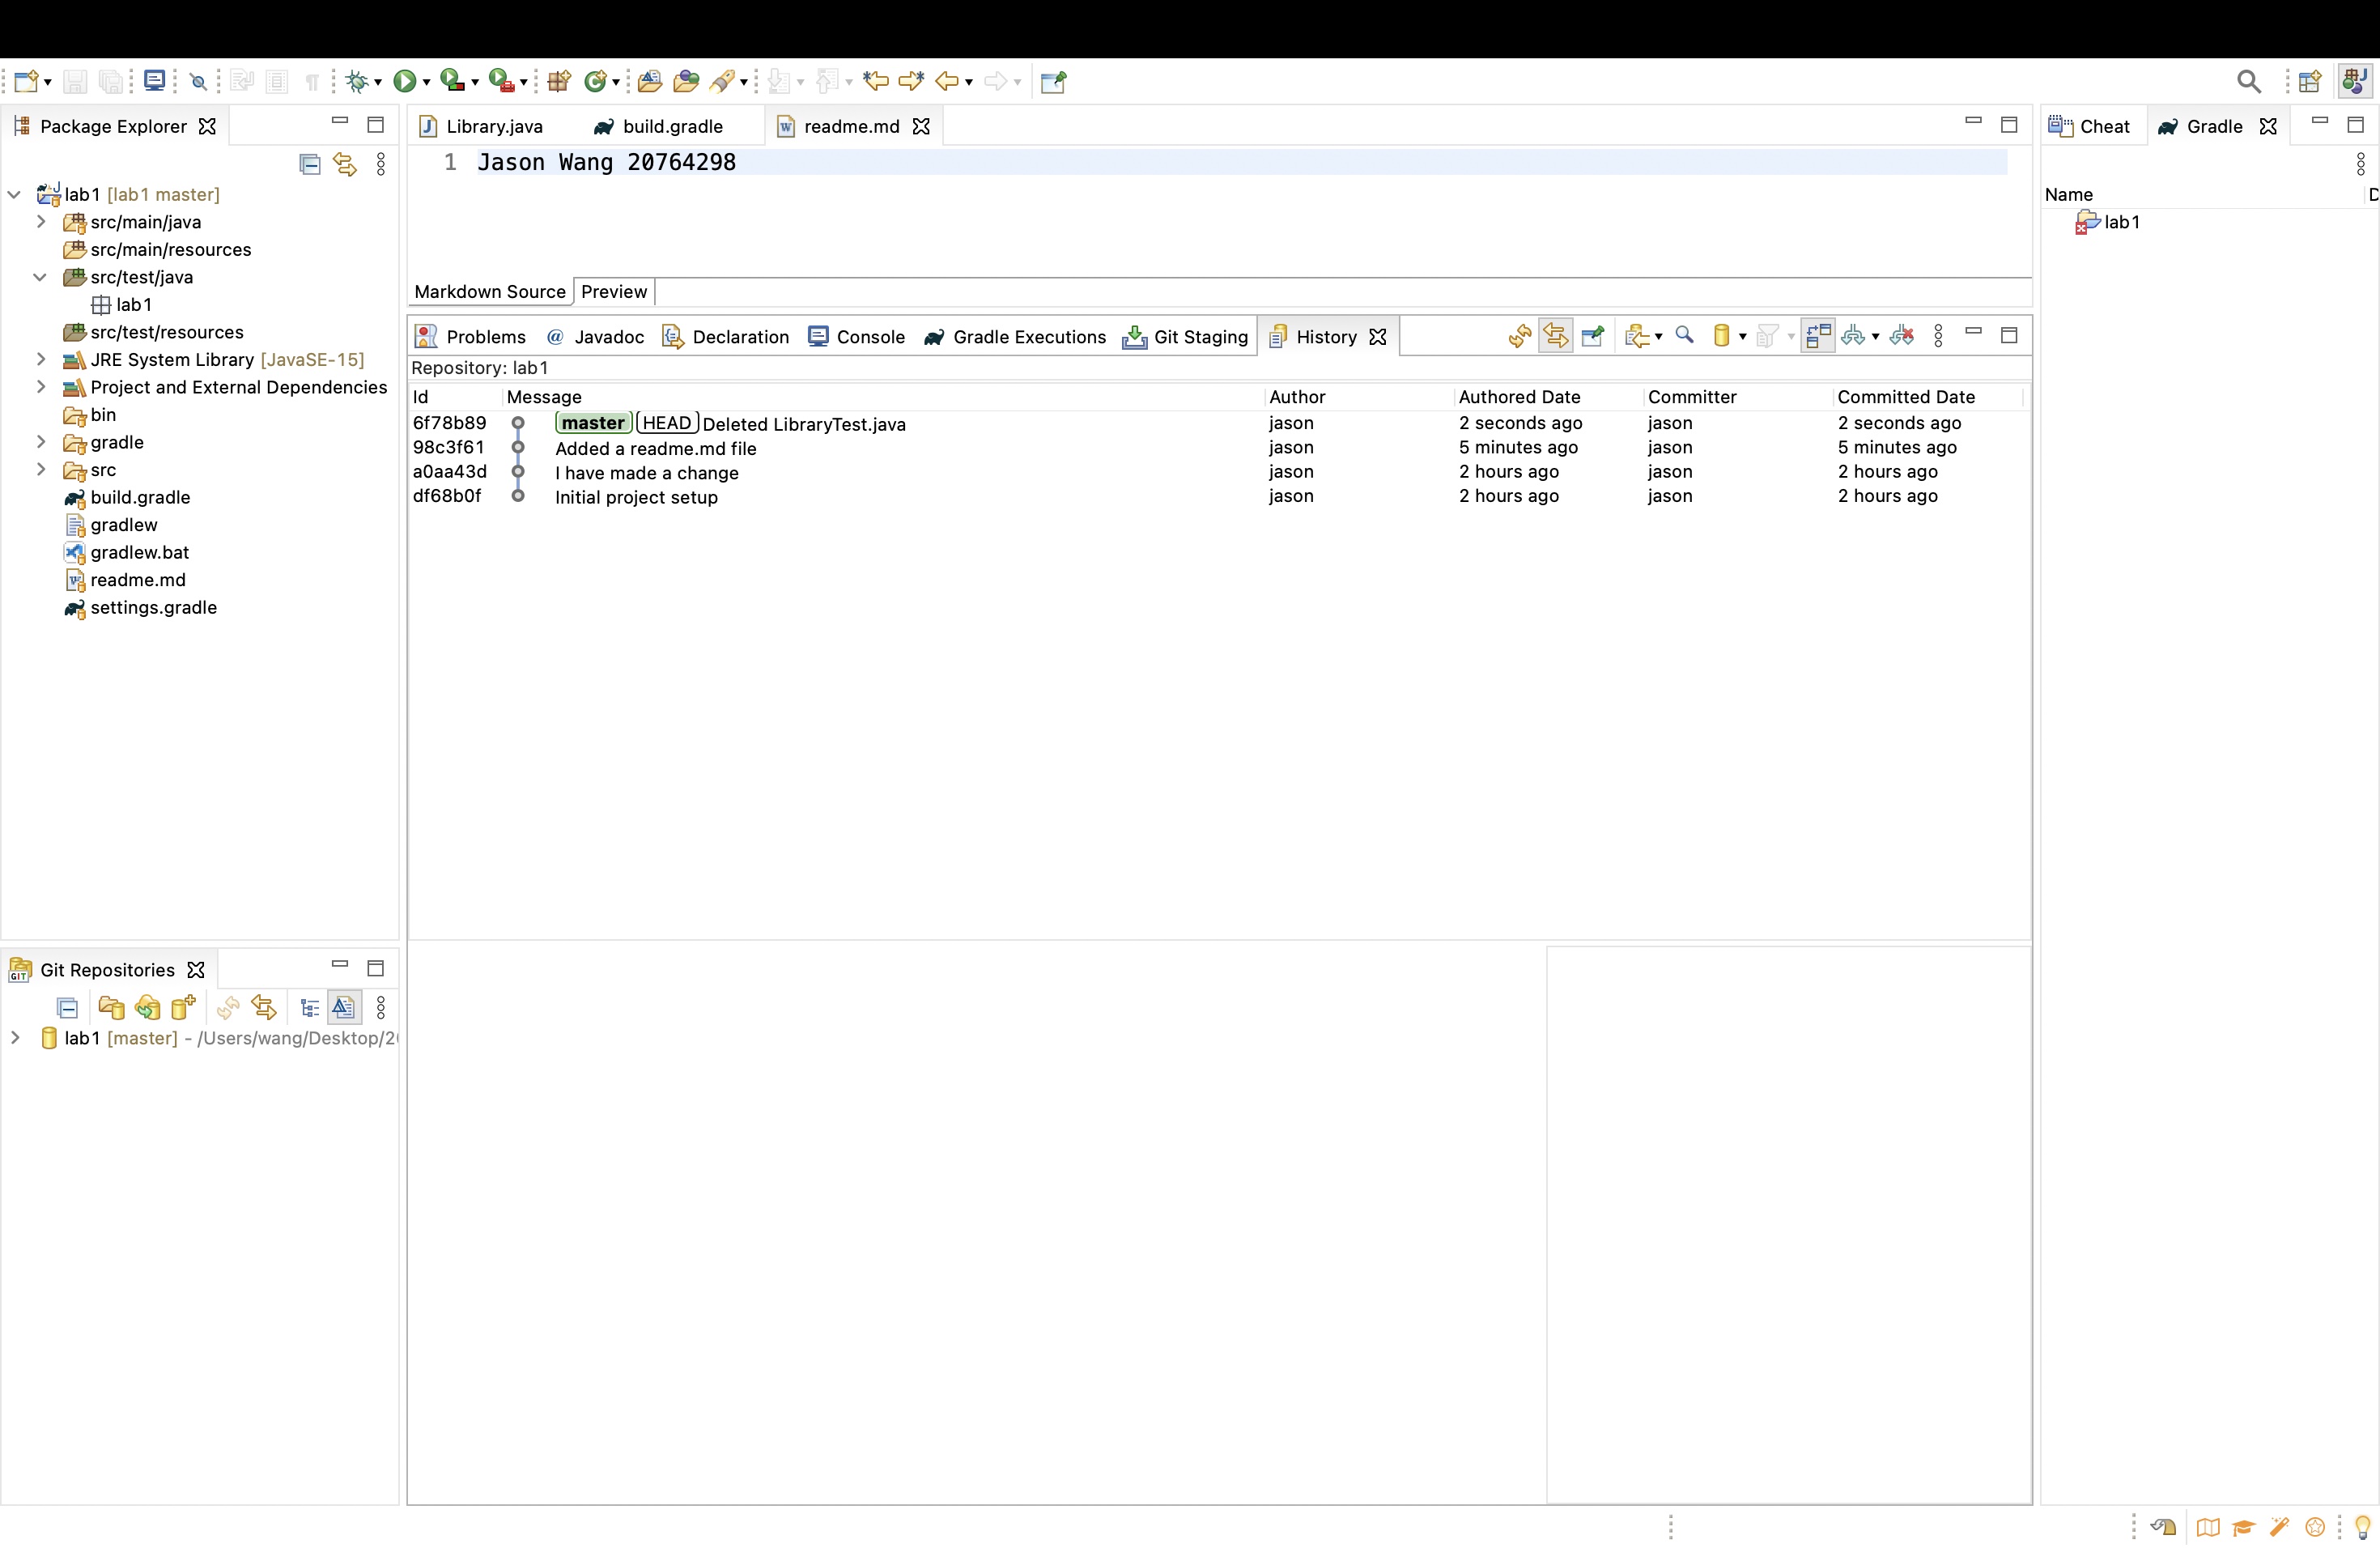 Package Explorer
lab1 [lab1 master]
src/main/java
src/main/resources
src/test/java
lab1
src/test/resources
JRE System Library [JavaSE-15]
Project and External Dependencies
bin
gradle
src
build.gradle
gradlew
gradlew.bat
readme.md
settings.gradle
Git Repositories
lab1 [master] - /Users/wang/Desktop/2
Library.java build.gradle readme.md
1 Jason Wang 20764298
Markdown Source Preview
Problems @ Javadoc Declaration Console Gradle Executions Git Staging History
Repository: lab1
Id Message Author Authored Date Committer Committed Date
6f78b89 master HEAD Deleted LibraryTest.java jason 2 seconds ago jason 2 seconds ago
98c3f61 Added a readme.md file jason 5 minutes ago jason 5 minutes ago
a0aa43d I have made a change jason 2 hours ago jason 2 hours ago
df68b0f Initial project setup jason 2 hours ago jason 2 hours ago
Cheat Gradle
Name D
lab1